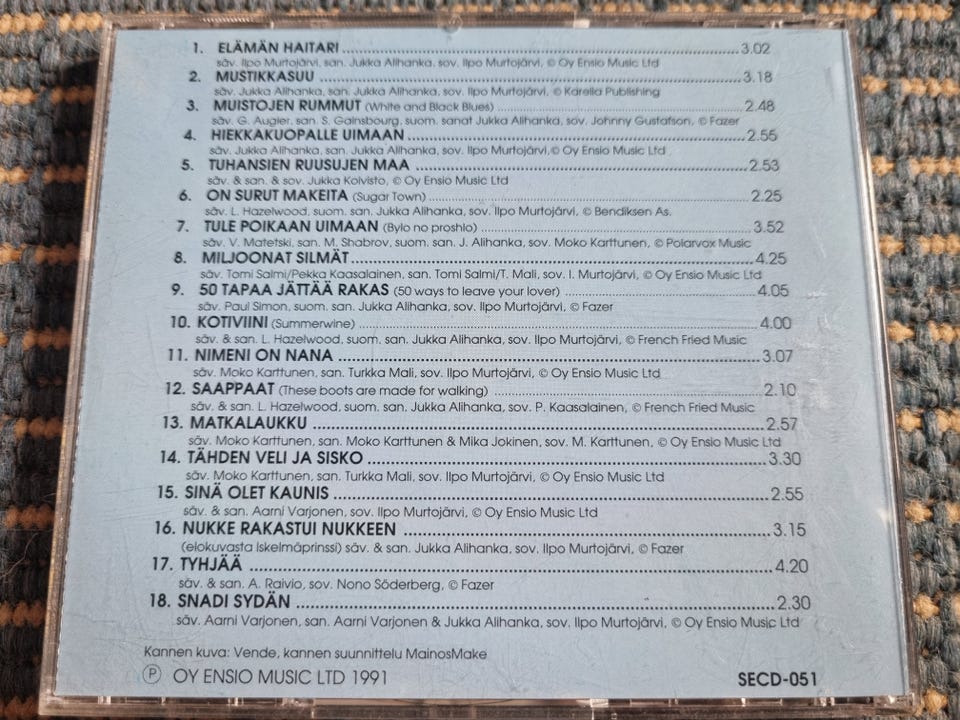 1. ELÄMÄN HAITARI 3.02
säv. Ilpo Murtojärvi, san. Jukka Alihanka, sov. Ilpo Murtojärvi, © Oy Ensio Music Ltd
2. MUSTIKKASUU 3.18
säv. Jukka Alihanka, san. Jukka Alihanka, sov. Ilpo Murtojärvi, © Karelia Publishing
3. MUISTOJEN RUMMUT (White and Black Blues) 2.48
säv. G. Augier, san. S. Gainsbourg, suom. sanat Jukka Alihanka, sov. Johnny Gustafson, © Fazer
4. HIEKKAKUOPALLE UIMAAN 2.55
säv. Jukka Alihanka, san. Jukka Alihanka, sov. Ilpo Murtojärvi, © Oy Ensio Music Ltd
5. TUHANSIEN RUUSUJEN MAA 2.53
säv. & san. & sov. Jukka Koivisto, © Oy Ensio Music Ltd
6. ON SURUT MAKEITA (Sugar Town) 2.25
säv. L. Hazelwood, suom. san. Jukka Alihanka, sov. Ilpo Murtojärvi, © Bendiksen As.
7. TULE POIKAAN UIMAAN (Bylo no proshlo) 3.52
säv. V. Matetski, san. M. Shabrov, suom. san. J. Alihanka, sov. Moko Karttunen, © Polarvox Music
8. MILJOONAT SILMÄT 4.25
säv. Tomi Salmi/Pekka Kaasalainen, san. Tomi Salmi/T. Mali, sov. I. Murtojärvi, © Oy Ensio Music Ltd
9. 50 TAPAA JÄTTÄÄ RAKAS (50 ways to leave your lover) 4.05
säv. Paul Simon, suom. san. Jukka Alihanka, sov. Ilpo Murtojärvi, © Fazer
10. KOTIVIINI (Summerwine) 4.00
säv. & san. L. Hazelwood, suom. san. Jukka Alihanka, sov. Ilpo Murtojärvi, © French Fried Music
11. NIMENI ON NANA 3.07
säv. Moko Karttunen, san. Turkka Mali, sov. Ilpo Murtojärvi, © Oy Ensio Music Ltd
12. SAAPPAAT (These boots are made for walking) 2.10
säv. & san. L. Hazelwood, suom. san. Jukka Alihanka, sov. P. Kaasalainen, © French Fried Music
13. MATKALAUKKU 2.57
säv. Moko Karttunen, san. Moko Karttunen & Mika Jokinen, sov. M. Karttunen, © Oy Ensio Music Ltd
14. TÄHDEN VELI JA SISKO 3.30
säv. Moko Karttunen, san. Turkka Mali, sov. Ilpo Murtojärvi, © Oy Ensio Music Ltd
15. SINÄ OLET KAUNIS 2.55
säv. & san. Aarni Varjonen, sov. Ilpo Murtojärvi, © Oy Ensio Music Ltd
16. NUKKE RAKASTUI NUKKEEN 3.15
(elokuvasta Iskelmäprinssi) säv. & san. Jukka Alihanka, sov. Ilpo Murtojärvi, © Fazer
17. TYHJÄÄ 4.20
säv. & san. A. Raivio, sov. Nono Söderberg, © Fazer
18. SNADI SYDÄN 2.30
säv. Aarni Varjonen, san. Aarni Varjonen & Jukka Alihanka, sov. Ilpo Murtojärvi, © Oy Ensio Music Ltd
Kannen kuva: Vende, kannen suunnittelu MainosMake
Ⓟ OY ENSIO MUSIC LTD 1991 SECD-051